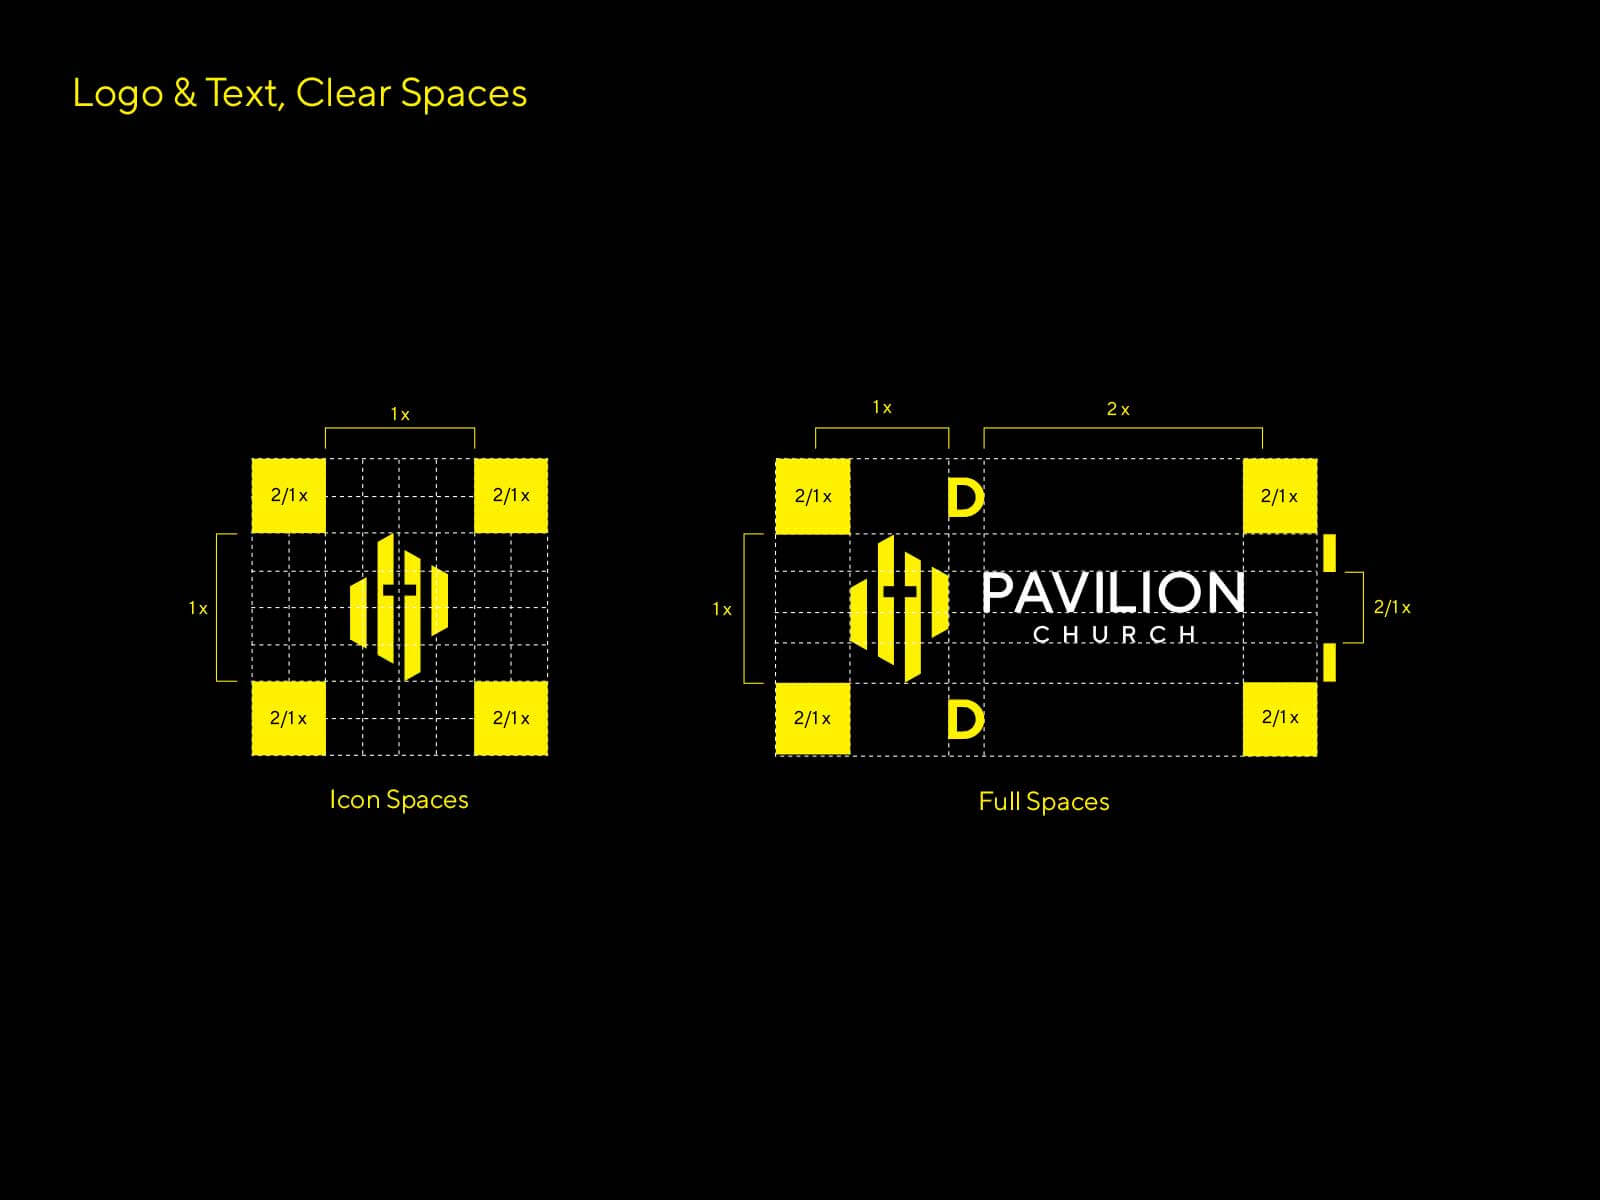 Logo & Text, Clear Spaces
1x
2/1x
2/1x
1x
2/1x
2/1x
Icon Spaces
1x
2x
2/1x
D
2/1x
1x
PAVILION
CHURCH
2/1x
2/1x
D
2/1x
Full Spaces